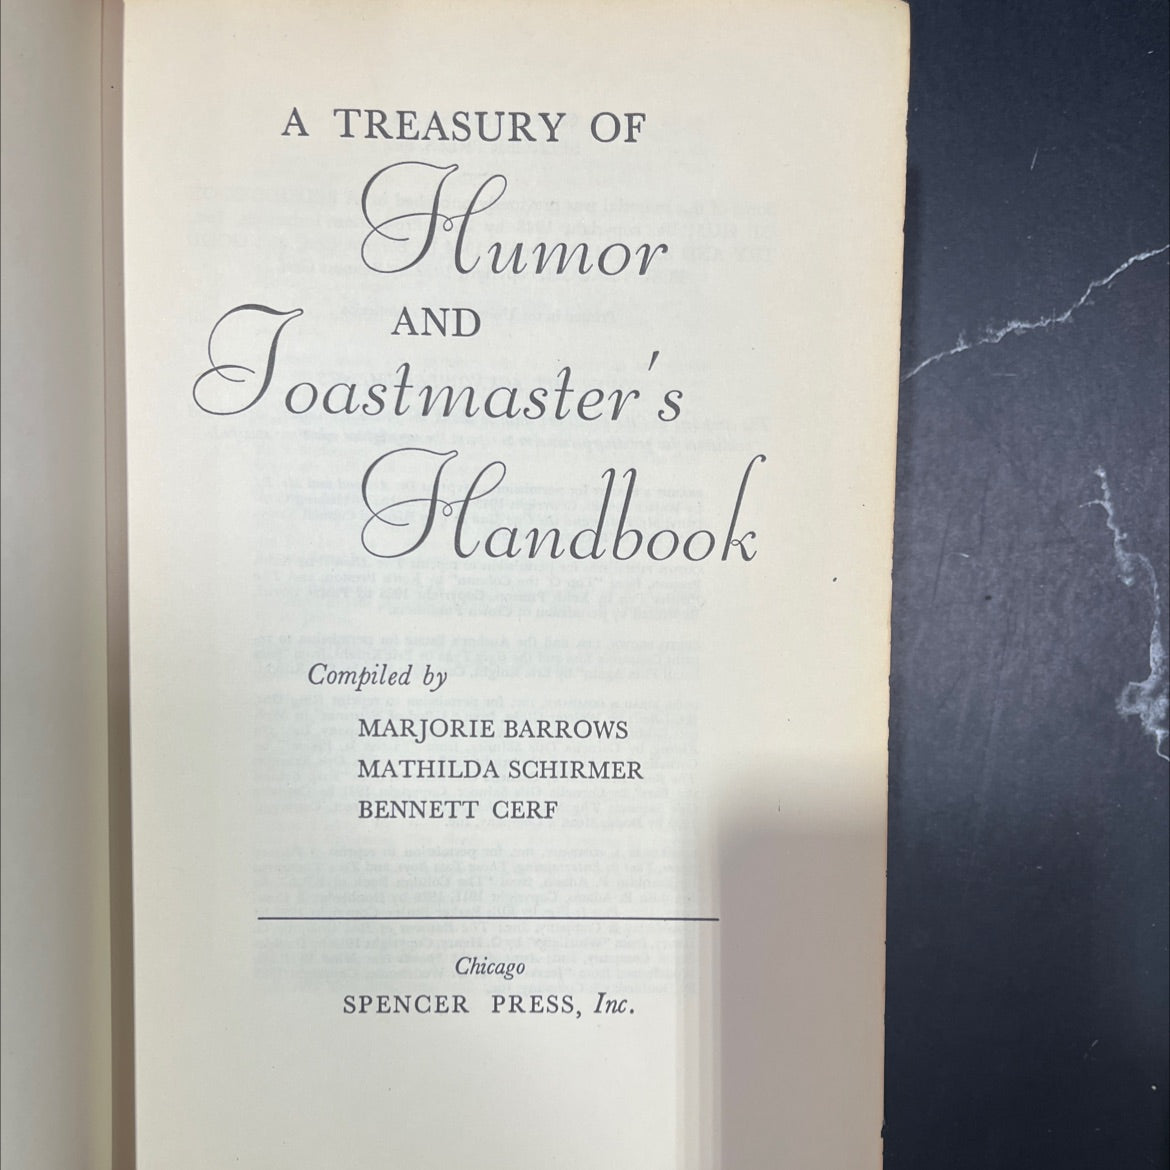 A TREASURY OF
Humor
AND
Toastmaster's
Handbook
Compiled by
MARJORIE BARROWS
MATHILDA SCHIRMER
BENNETT CERF
Chicago
SPENCER PRESS, Inc.